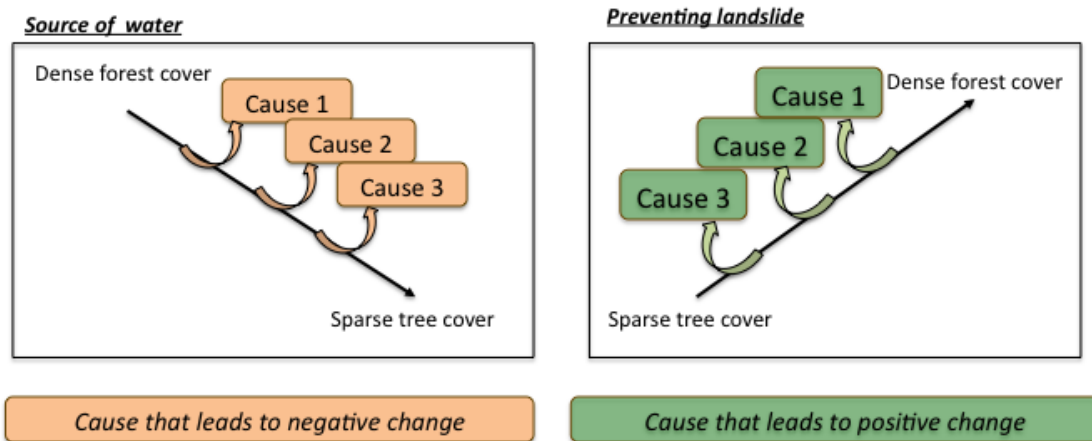 Source of water
Dense forest cover
Cause 1
Cause 2
Cause 3
Sparse tree cover
Cause that leads to negative change
Preventing landslide
Dense forest cover
Cause 1
Cause 2
Cause 3
Sparse tree cover
Cause that leads to positive change